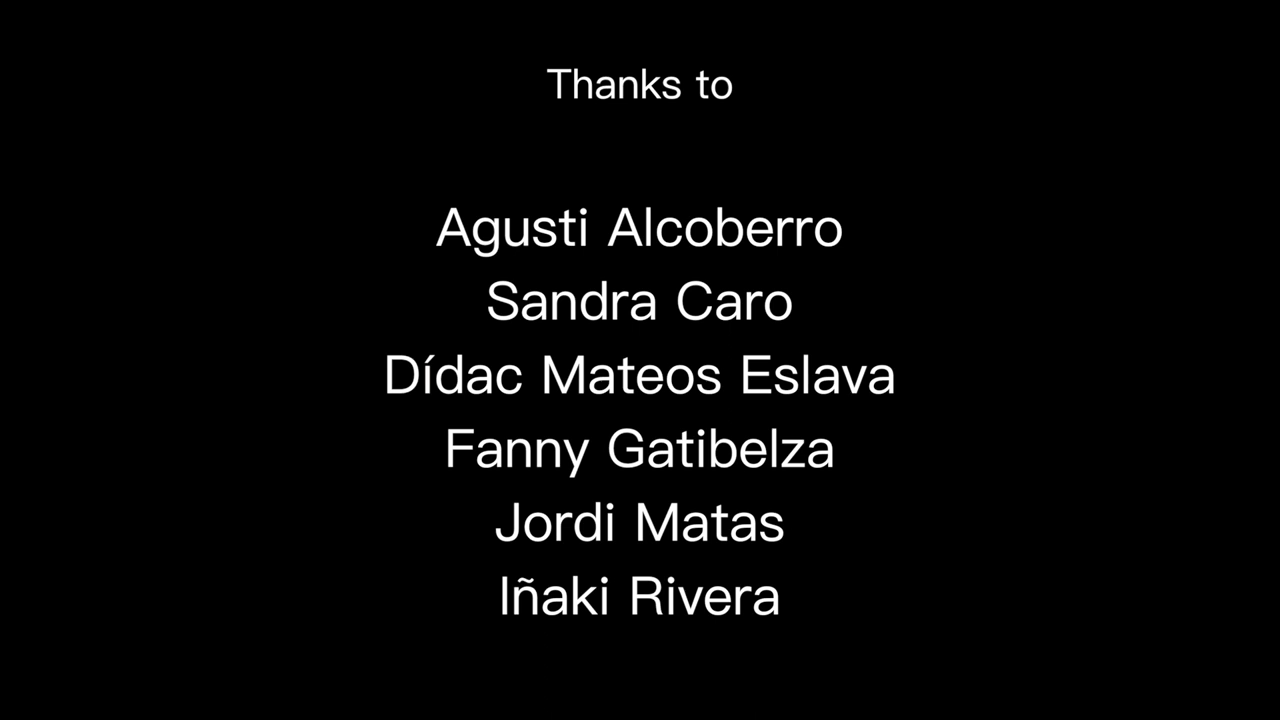 Thanks to
Agusti Alcoberro
Sandra Caro
Dídac Mateos Eslava
Fanny Gatibelza
Jordi Matas
Iñaki Rivera